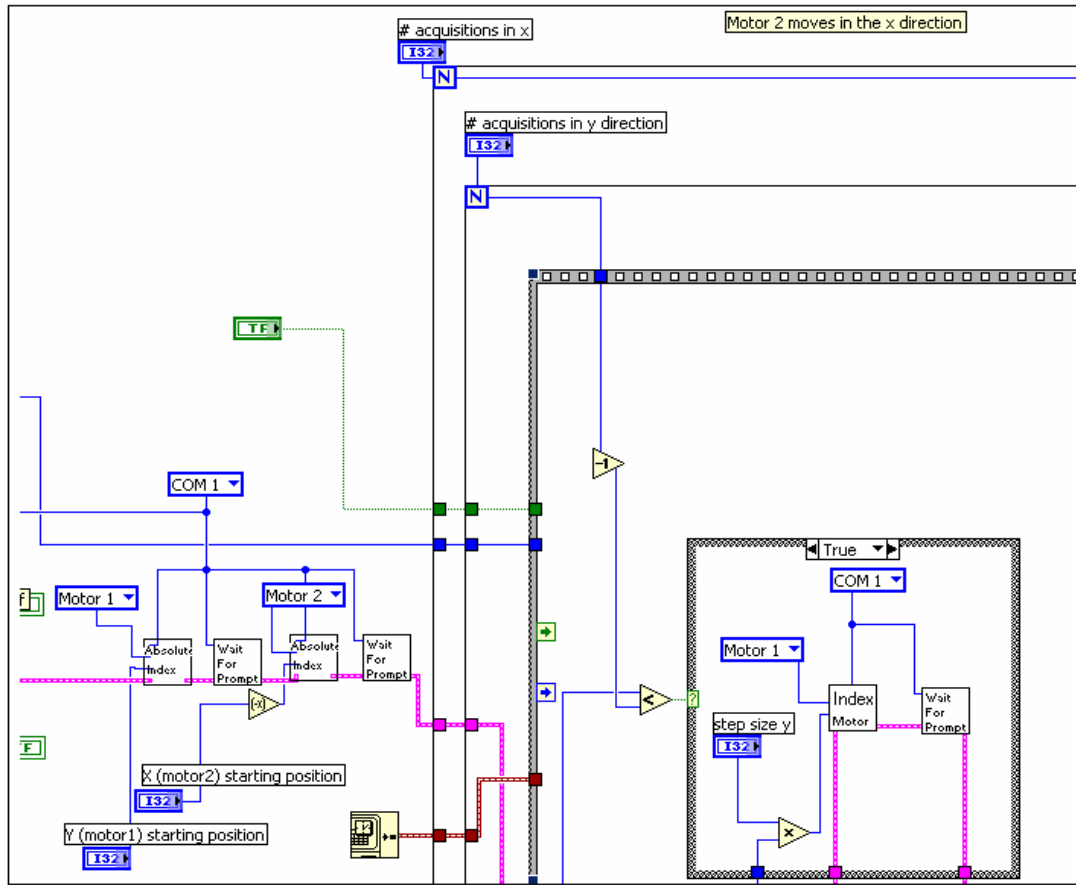 # acquisitions in x
I32
N
Motor 2 moves in the x direction
# acquisitions in y direction
I32
N
TF
-1
COM 1
True
COM 1
Motor 1
Motor 2
Absolute
Index
Wait
For
Prompt
Absolute
Index
Wait
For
Prompt
(-x)
<
?
Motor 1
Index
Motor
Wait
For
Prompt
step size y
I32
x
F
X (motor2) starting position
I32
Y (motor1) starting position
I32